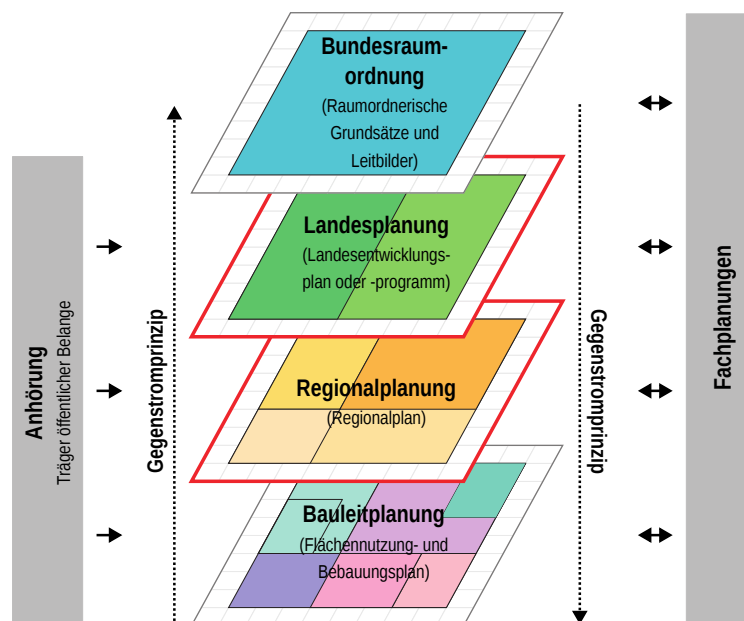 Bundesraum-
ordnung
(Raumordnerische
Grundsätze und
Leitbilder)
Landesplanung
(Landesentwicklungs-
plan oder -programm)
Regionalplanung
(Regionalplan)
Bauleitplanung
(Flächennutzung- und
Bebauungsplan)
Anhörung
Träger öffentlicher Belange
Gegenstromprinzip
Gegenstromprinzip
Fachplanungen